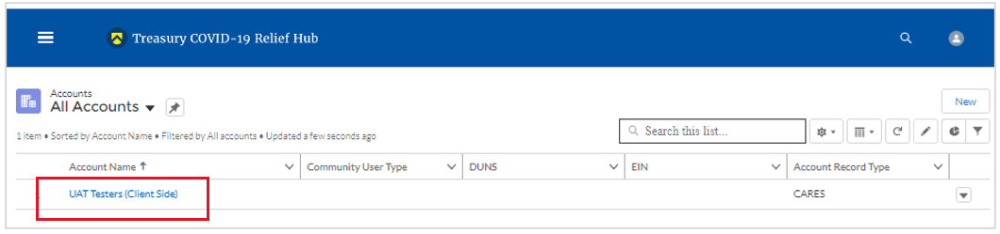 Treasury COVID-19 Relief Hub
Accounts
All Accounts
New
1 item • Sorted by Account Name • Filtered by All accounts • Updated a few seconds ago
Search this list...
Account Name ↑ Community User Type DUNS EIN Account Record Type
UAT Testers (Client Side) CARES